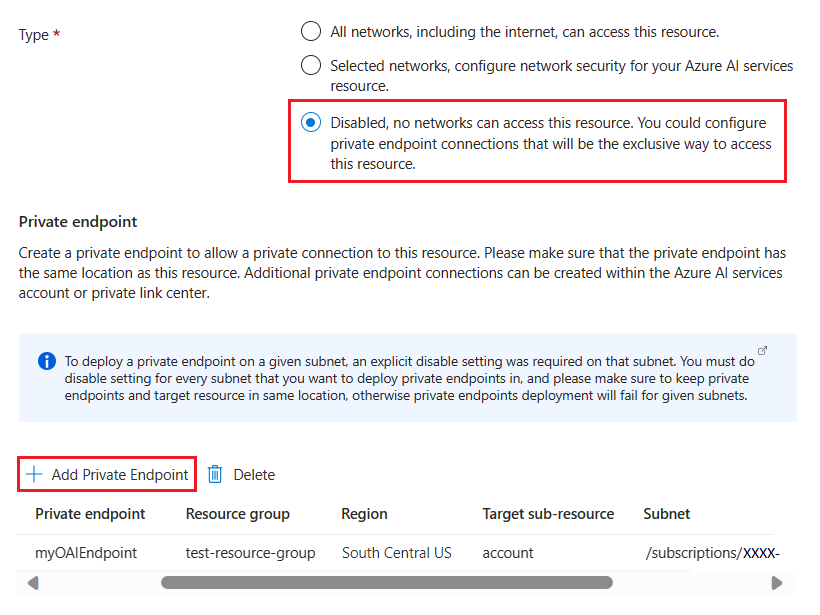 Type *
All networks, including the internet, can access this resource.
Selected networks, configure network security for your Azure AI services
resource.
Disabled, no networks can access this resource. You could configure
private endpoint connections that will be the exclusive way to access
this resource.
Private endpoint
Create a private endpoint to allow a private connection to this resource. Please make sure that the private endpoint has
the same location as this resource. Additional private endpoint connections can be created within the Azure AI services
account or private link center.
To deploy a private endpoint on a given subnet, an explicit disable setting was required on that subnet. You must do
disable setting for every subnet that you want to deploy private endpoints in, and please make sure to keep private
endpoints and target resource in same location, otherwise private endpoints deployment will fail for given subnets.
Add Private Endpoint Delete
Private endpoint Resource group Region Target sub-resource Subnet
myOAIEndpoint test-resource-group South Central US account /subscriptions/XXXX-